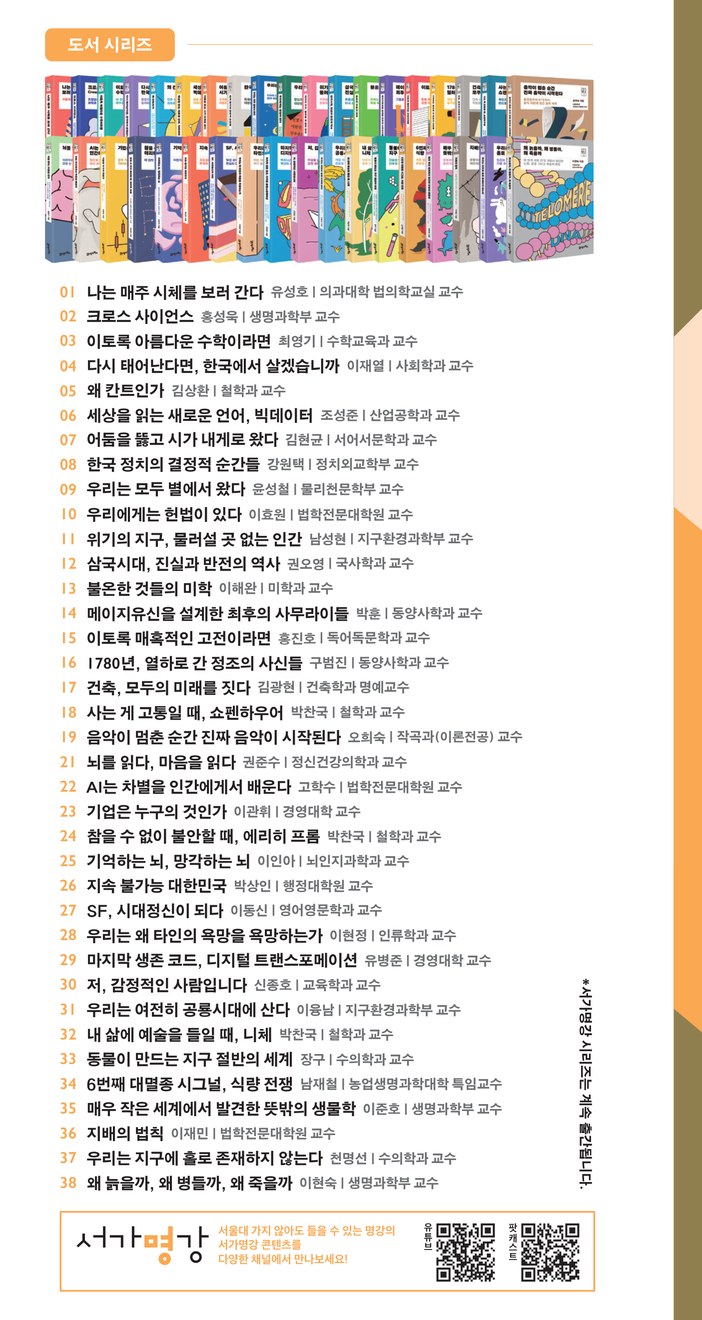 도서 시리즈
01 나는 매주 시체를 보러 간다 유성호 | 의과대학 법의학교실 교수
02 크로스 사이언스 홍성욱 | 생명과학부 교수
03 이토록 아름다운 수학이라면 최영기 | 수학교육과 교수
04 다시 태어난다면, 한국에서 살겠습니까 이재열 | 사회학과 교수
05 왜 칸트인가 김상환 | 철학과 교수
06 세상을 읽는 새로운 언어, 빅데이터 조성준 | 산업공학과 교수
07 어둠을 뚫고 시가 내게로 왔다 김현균 | 서어서문학과 교수
08 한국 정치의 결정적 순간들 강원택 | 정치외교학부 교수
09 우리는 모두 별에서 왔다 윤성철 | 물리천문학부 교수
10 우리에게는 헌법이 있다 이효원 | 법학전문대학원 교수
11 위기의 지구, 물러설 곳 없는 인간 남성현 | 지구환경과학부 교수
12 삼국시대, 진실과 반전의 역사 권오영 | 국사학과 교수
13 불온한 것들의 미학 이해완 | 미학과 교수
14 메이지유신을 설계한 최후의 사무라이들 박훈 | 동양사학과 교수
15 이토록 매혹적인 고전이라면 홍진호 | 독어독문학과 교수
16 1780년, 열하로 간 정조의 사신들 구범진 | 동양사학과 교수
17 건축, 모두의 미래를 짓다 김광현 | 건축학과 명예교수
18 사는 게 고통일 때, 쇼펜하우어 박찬국 | 철학과 교수
19 음악이 멈춘 순간 진짜 음악이 시작된다 오희숙 | 작곡과(이론전공) 교수
21 뇌를 읽다, 마음을 읽다 권준수 | 정신건강의학과 교수
22 AI는 차별을 인간에게서 배운다 고학수 | 법학전문대학원 교수
23 기업은 누구의 것인가 이관휘 | 경영대학 교수
24 참을 수 없이 불안할 때, 에리히 프롬 박찬국 | 철학과 교수
25 기억하는 뇌, 망각하는 뇌 이인아 | 뇌인지과학과 교수
26 지속 불가능 대한민국 박상인 | 행정대학원 교수
27 SF, 시대정신이 되다 이동신 | 영어영문학과 교수
28 우리는 왜 타인의 욕망을 욕망하는가 이현정 | 인류학과 교수
29 마지막 생존 코드, 디지털 트랜스포메이션 유병준 | 경영대학 교수
30 저, 감정적인 사람입니다 신종호 | 교육학과 교수
31 우리는 여전히 공룡시대에 산다 이융남 | 지구환경과학부 교수
32 내 삶에 예술을 들일 때, 니체 박찬국 | 철학과 교수
33 동물이 만드는 지구 절반의 세계 장구 | 수의학과 교수
34 6번째 대멸종 시그널, 식량 전쟁 남재철 | 농업생명과학대학 특임교수
35 매우 작은 세계에서 발견한 뜻밖의 생물학 이준호 | 생명과학부 교수
36 지배의 법칙 이재민 | 법학전문대학원 교수
37 우리는 지구에 홀로 존재하지 않는다 천명선 | 수의학과 교수
38 왜 늙을까, 왜 병들까, 왜 죽을까 이현숙 | 생명과학부 교수
*서가명강 시리즈는 계속 출간됩니다.
서가명강
서울대 가지 않아도 들을 수 있는 명강의
서가명강 콘텐츠를
다양한 채널에서 만나보세요!
유튜브
팟캐스트